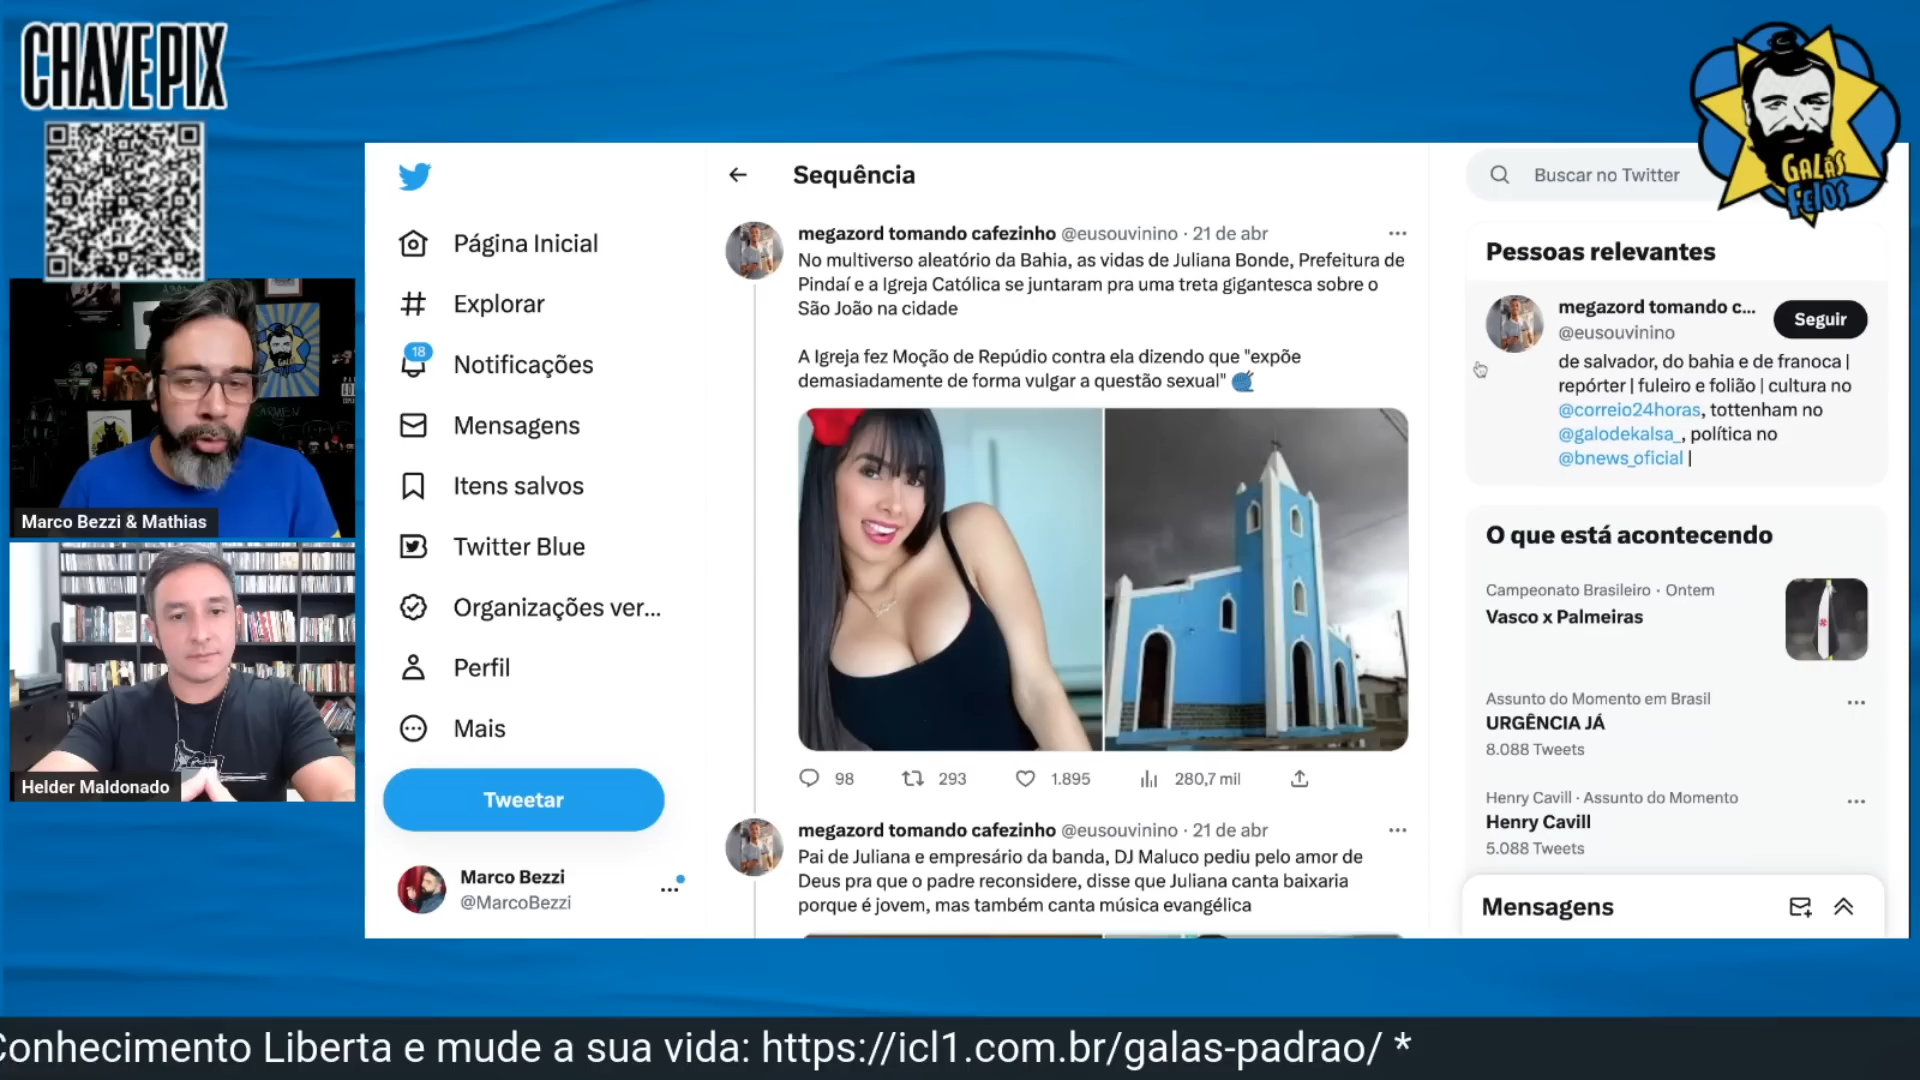 CHAVE PIX
GALÃS
FEIOS
Marco Bezzi & Mathias
Helder Maldonado
Página Inicial
Explorar
18
Notificações
Mensagens
Itens salvos
Twitter Blue
Organizações ver...
Perfil
Mais
Tweetar
Marco Bezzi
@MarcoBezzi
Sequência
megazord tomando cafezinho @eusouvinino · 21 de abr
No multiverso aleatório da Bahia, as vidas de Juliana Bonde, Prefeitura de
Pindaí e a Igreja Católica se juntaram pra uma treta gigantesca sobre o
São João na cidade
A Igreja fez Moção de Repúdio contra ela dizendo que "expõe
demasiadamente de forma vulgar a questão sexual"
98 293 1.895 280,7 mil
megazord tomando cafezinho @eusouvinino · 21 de abr
Pai de Juliana e empresário da banda, DJ Maluco pediu pelo amor de
Deus pra que o padre reconsidere, disse que Juliana canta baixaria
porque é jovem, mas também canta música evangélica
Buscar no Twitter
Pessoas relevantes
megazord tomando c...
@eusouvinino
Seguir
de salvador, do bahia e de franoca |
repórter | fuleiro e folião | cultura no
@correio24horas, tottenham no
@galodekalsa_, política no
@bnews_oficial |
O que está acontecendo
Campeonato Brasileiro · Ontem
Vasco x Palmeiras
Assunto do Momento em Brasil
URGÊNCIA JÁ
8.088 Tweets
Henry Cavill · Assunto do Momento
Henry Cavill
5.088 Tweets
Mensagens
Conhecimento Liberta e mude a sua vida: https://icl1.com.br/galas-padrao/ *